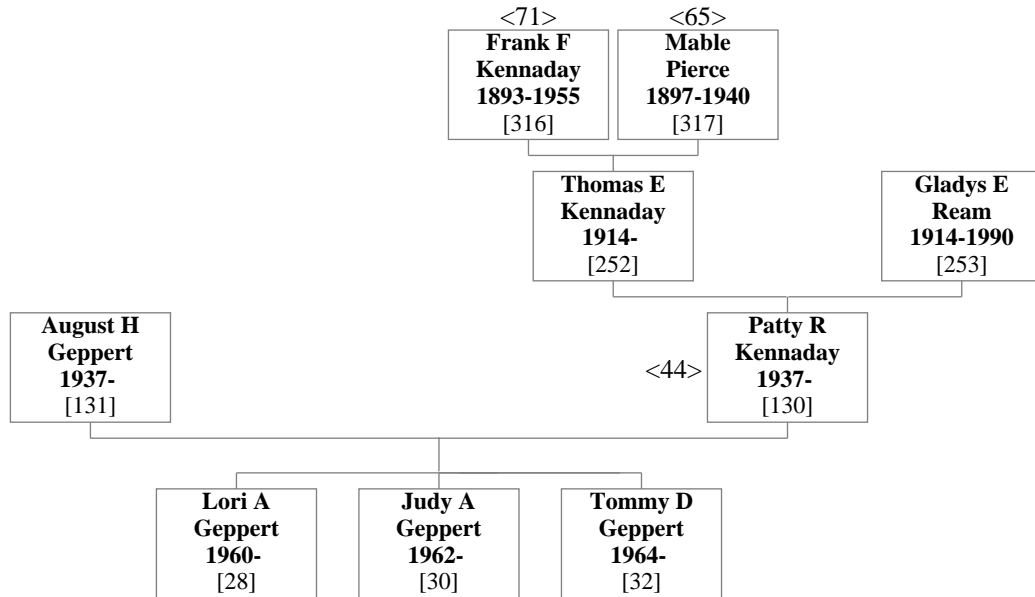 <71>
<65>
Frank F
Kennaday
1893-1955
[316]
Mable
Pierce
1897-1940
[317]
Thomas E
Kennaday
1914-
[252]
Gladys E
Ream
1914-1990
[253]
August H
Geppert
1937-
[131]
<44>
Patty R
Kennaday
1937-
[130]
Lori A
Geppert
1960-
[28]
Judy A
Geppert
1962-
[30]
Tommy D
Geppert
1964-
[32]